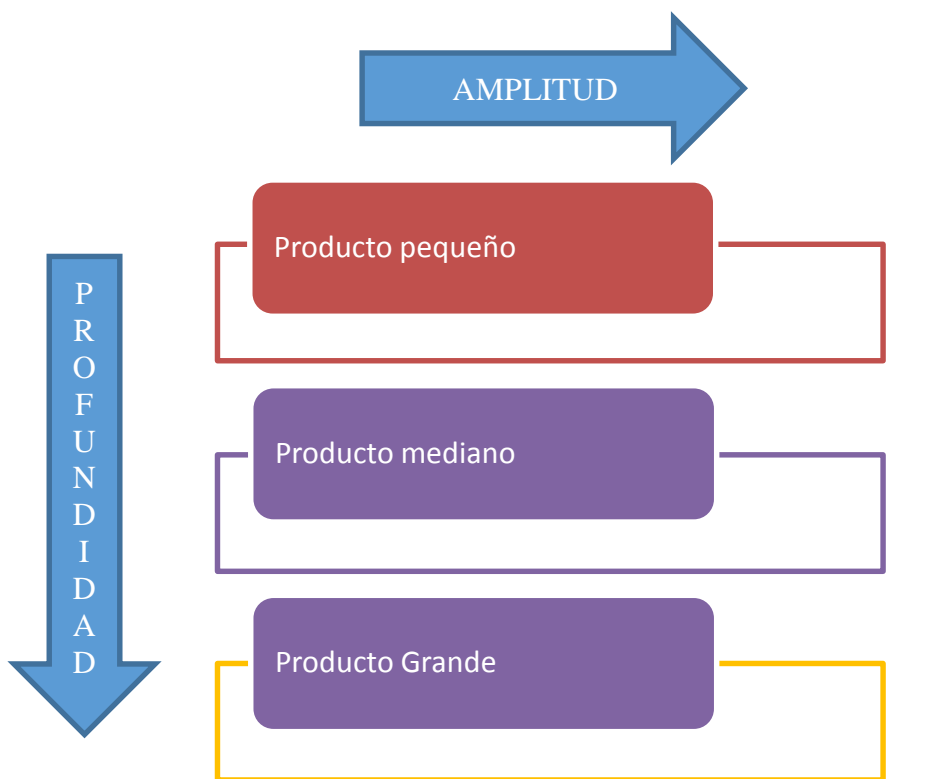 AMPLITUD
Producto pequeño
PROFUNDIDAD
Producto mediano
Producto Grande